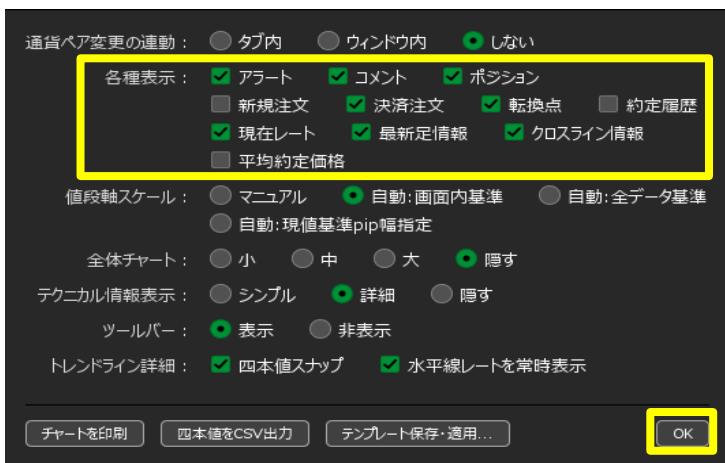 通貨ペア変更の連動： タブ内 ウィンドウ内 しない
各種表示： アラート コメント ポジション
新規注文 決済注文 転換点 約定履歴
現在レート 最新足情報 クロスライン情報
平均約定価格
値段軸スケール： マニュアル 自動:画面内基準 自動:全データ基準
自動:現値基準pip幅指定
全体チャート： 小 中 大 隠す
テクニカル情報表示： シンプル 詳細 隠す
ツールバー： 表示 非表示
トレンドライン詳細： 四本値スナップ 水平線レートを常時表示
チャートを印刷 四本値をCSV出力 テンプレート保存・適用... OK